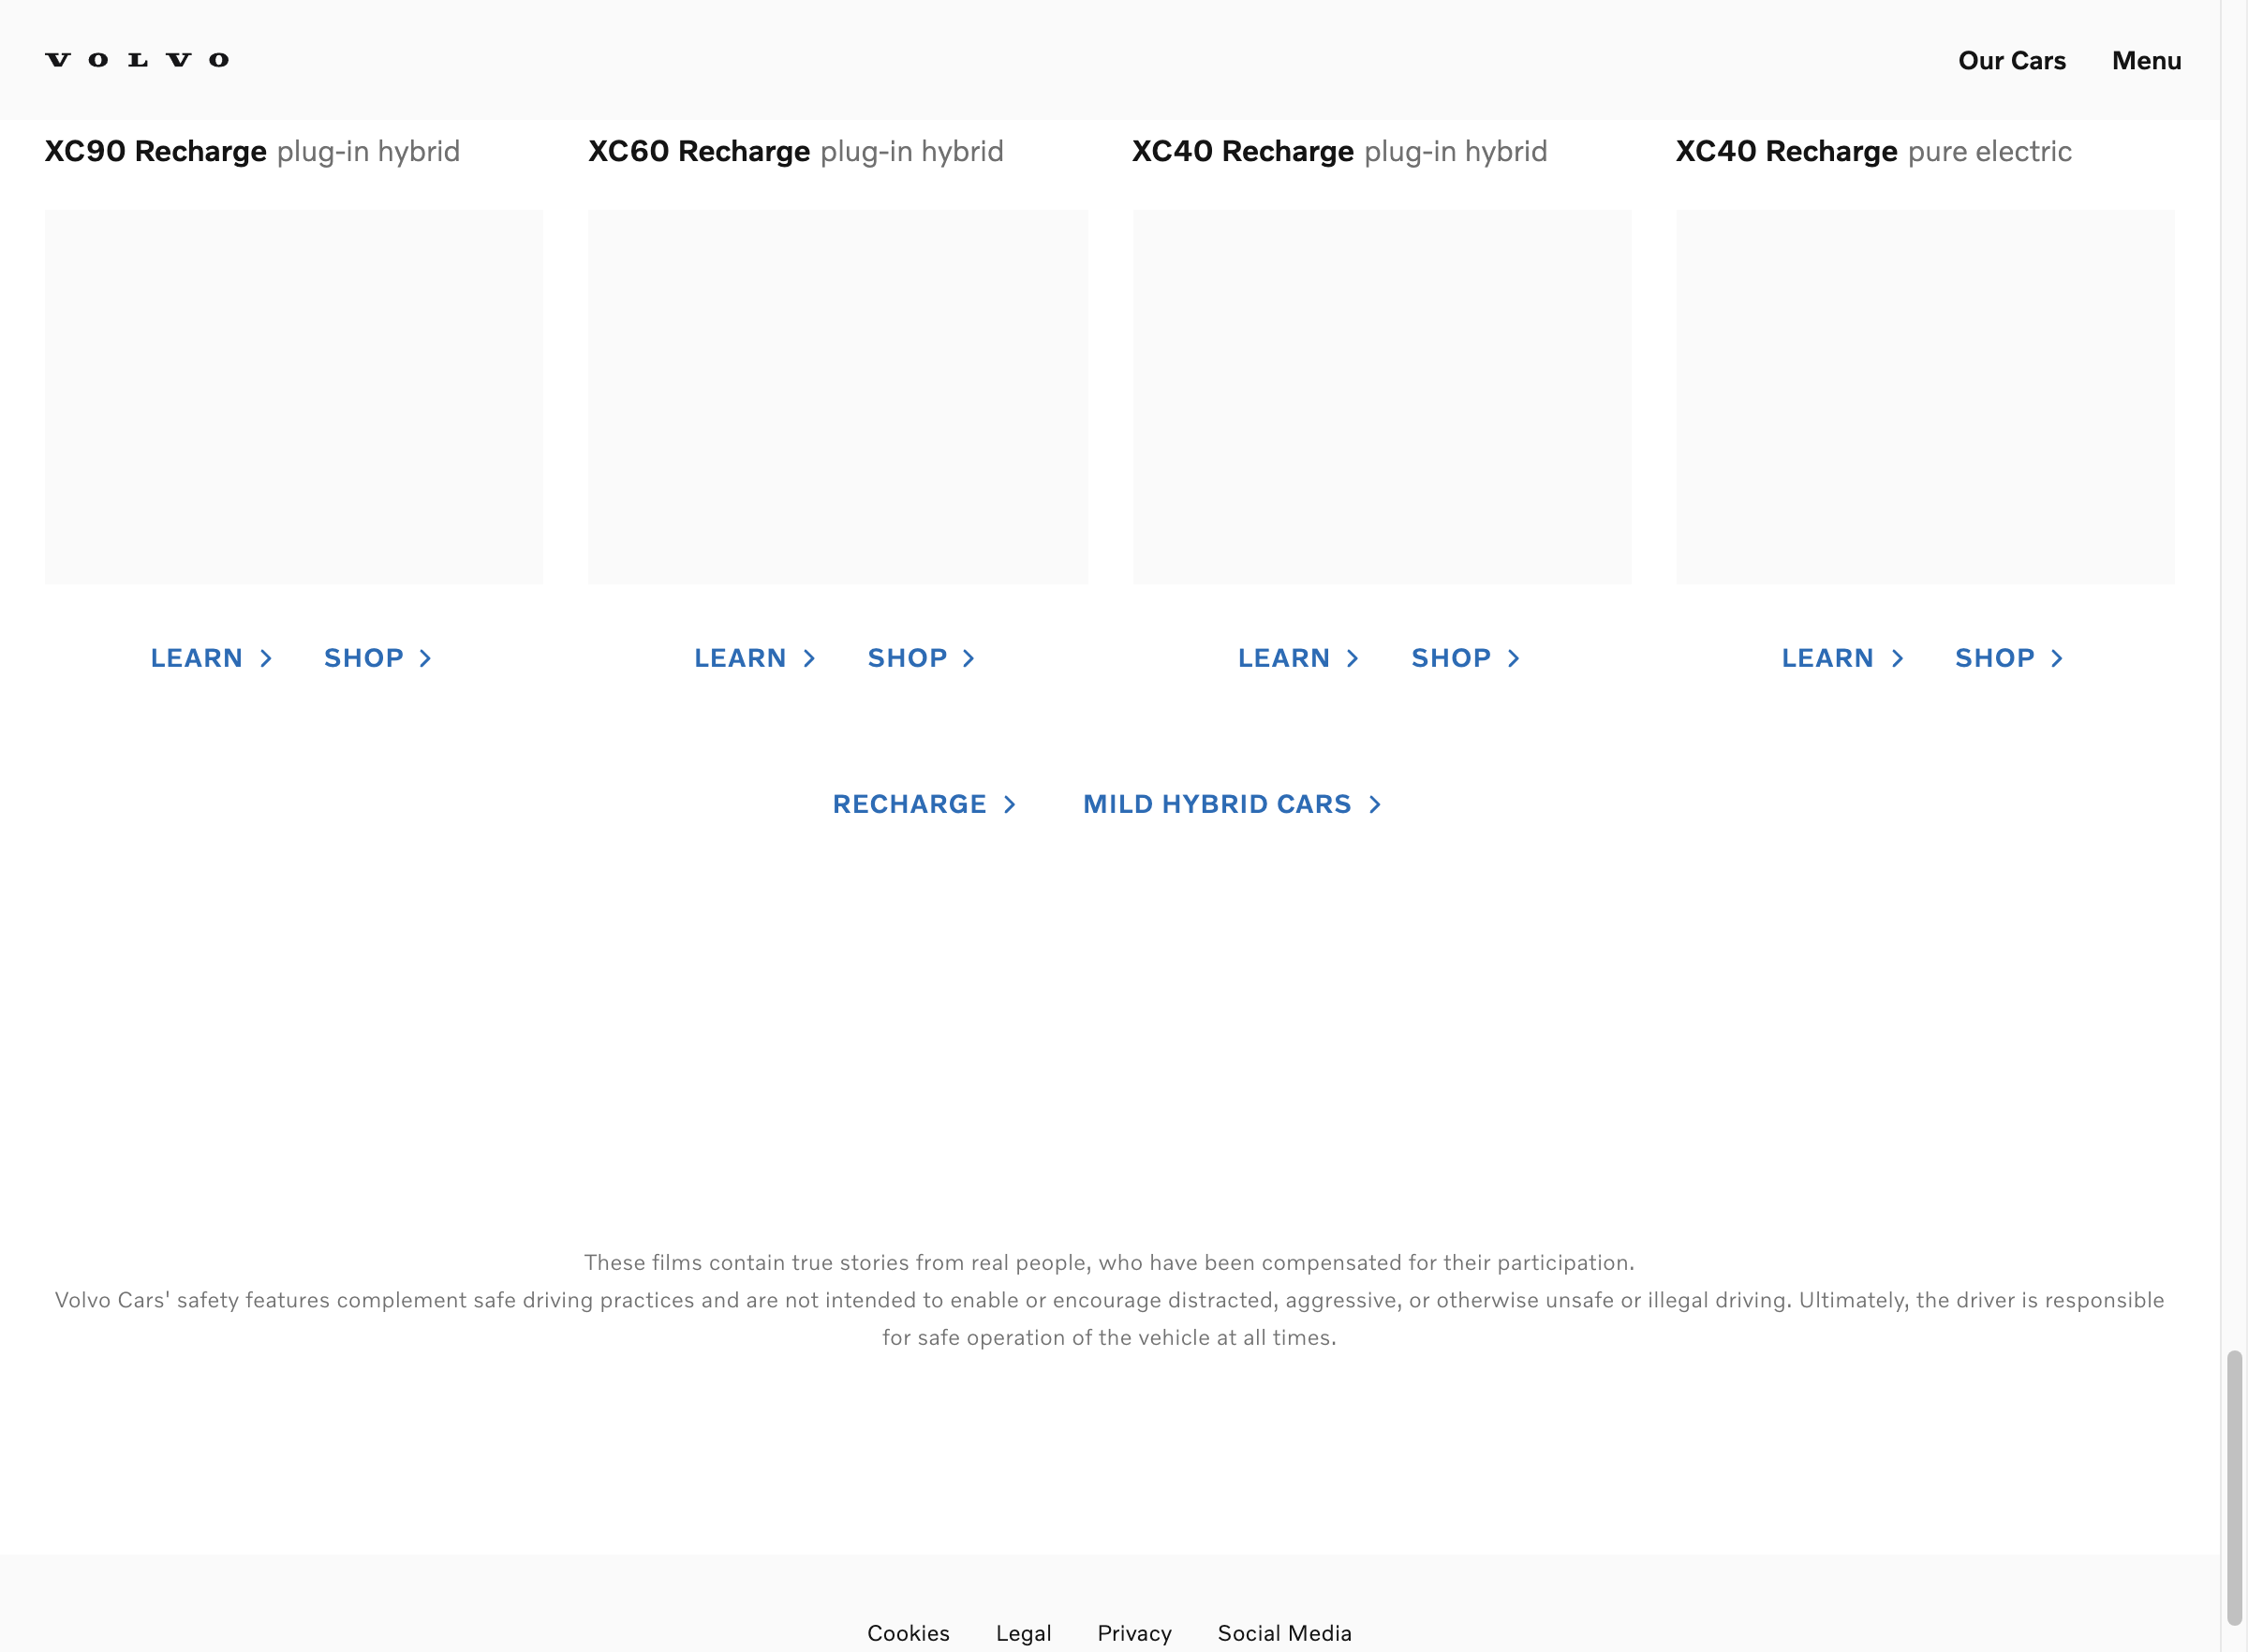 VOLVO
Our Cars
Menu
XC90 Recharge plug-in hybrid
XC60 Recharge plug-in hybrid
XC40 Recharge plug-in hybrid
XC40 Recharge pure electric
LEARN SHOP
LEARN SHOP
LEARN SHOP
LEARN SHOP
RECHARGE MILD HYBRID CARS
These films contain true stories from real people, who have been compensated for their participation.
Volvo Cars' safety features complement safe driving practices and are not intended to enable or encourage distracted, aggressive, or otherwise unsafe or illegal driving. Ultimately, the driver is responsible
for safe operation of the vehicle at all times.
Cookies Legal Privacy Social Media